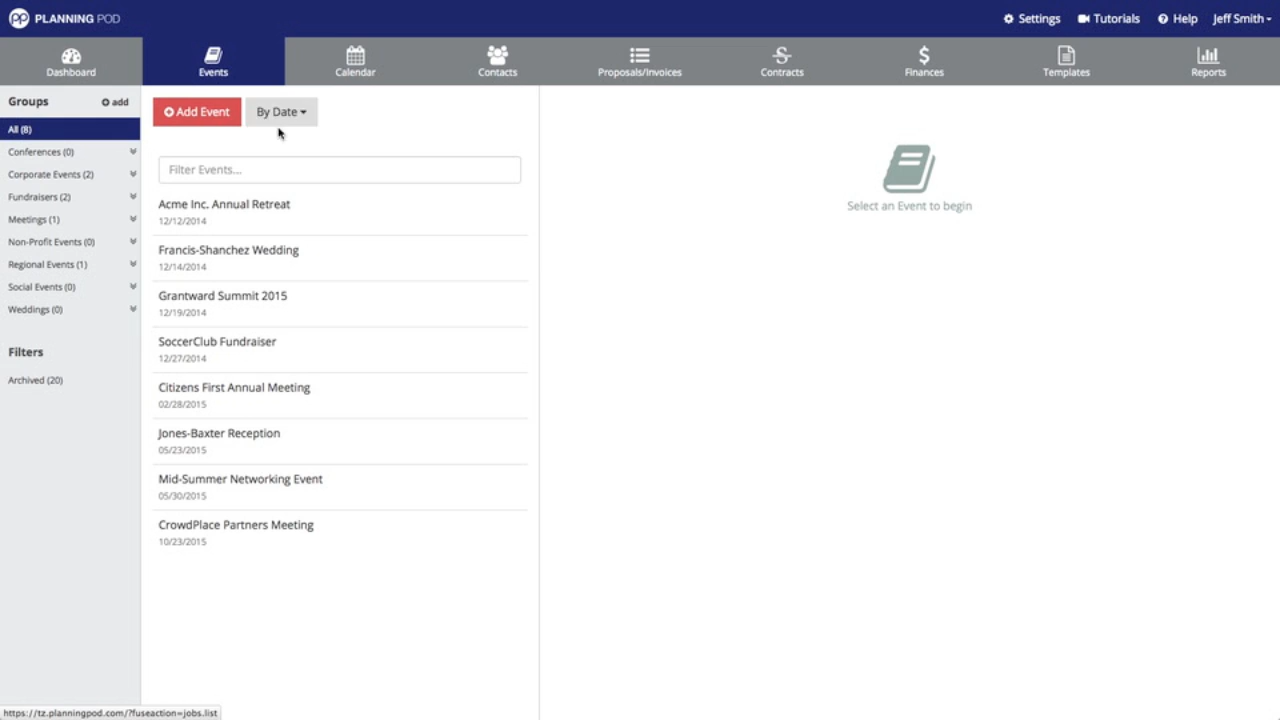 PLANNING POD
Settings
Tutorials
Help
Jeff Smith
Dashboard
Events
Calendar
Contacts
Proposals/Invoices
Contracts
Finances
Templates
Reports
Groups
add
All (8)
Conferences (0)
Corporate Events (2)
Fundraisers (2)
Meetings (1)
Non-Profit Events (0)
Regional Events (1)
Social Events (0)
Weddings (0)
Filters
Archived (20)
Add Event
By Date
Filter Events...
Acme Inc. Annual Retreat
12/12/2014
Francis-Shanchez Wedding
12/14/2014
Grantward Summit 2015
12/19/2014
SoccerClub Fundraiser
12/27/2014
Citizens First Annual Meeting
02/28/2015
Jones-Baxter Reception
05/23/2015
Mid-Summer Networking Event
05/30/2015
CrowdPlace Partners Meeting
10/23/2015
Select an Event to begin
https://tz.planningpod.com/?fuseaction=jobs.list